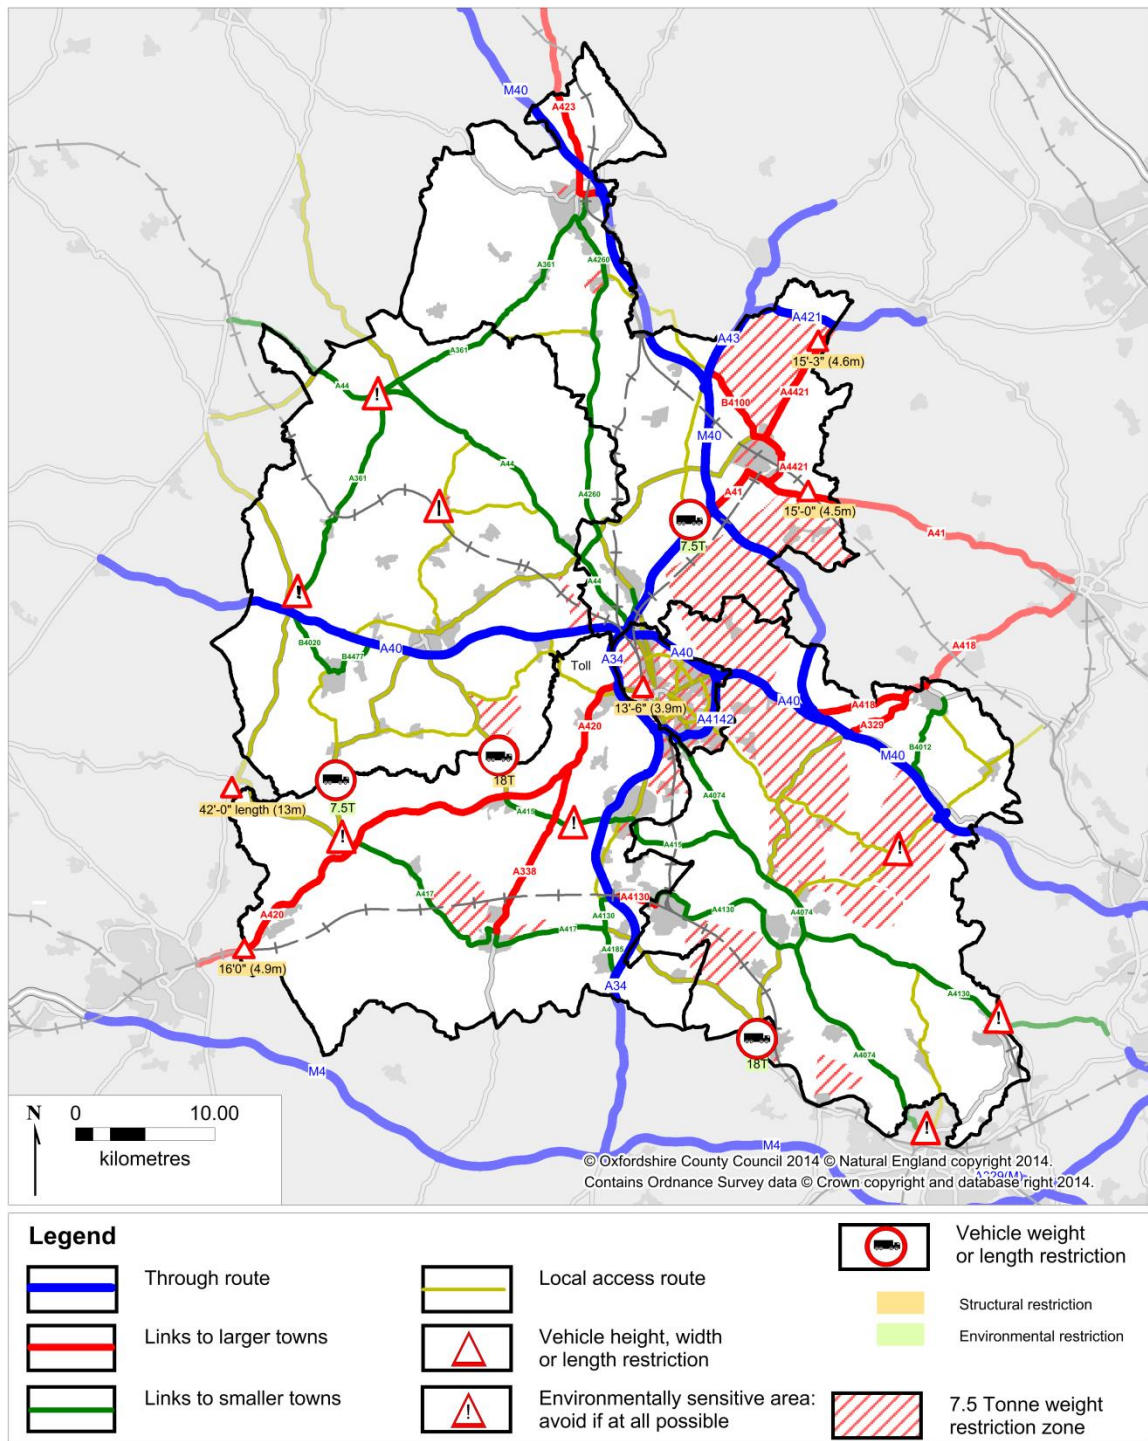 M40
A423
A361
A4260
A421
A43
15'-3" (4.6m)
A361
A44
B4100
A4421
M40
A44
A361
A4260
A4421
A41
15'-0" (4.5m)
7.5T
A41
A44
A418
B4020
B4477
A40
A34
A40
Toll
13'-6" (3.9m)
A40
A418
A329
A4142
A420
B4012
M40
18T
42'-0" length (13m)
7.5T
A4074
A415
A415
A338
A417
A4130
A4130
A4130
A4074
A420
A417
A4185
16'0" (4.9m)
A34
A4130
18T
A4074
M4
M4
N
0 10.00
kilometres
© Oxfordshire County Council 2014 © Natural England copyright 2014.
Contains Ordnance Survey data © Crown copyright and database right 2014.
Legend
Through route
Links to larger towns
Links to smaller towns
Local access route
Vehicle height, width
or length restriction
Environmentally sensitive area:
avoid if at all possible
Vehicle weight
or length restriction
Structural restriction
Environmental restriction
7.5 Tonne weight
restriction zone